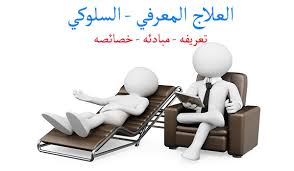 العلاج المعرفي - السلوكي
تعريفه - مبادئه - خصائصه